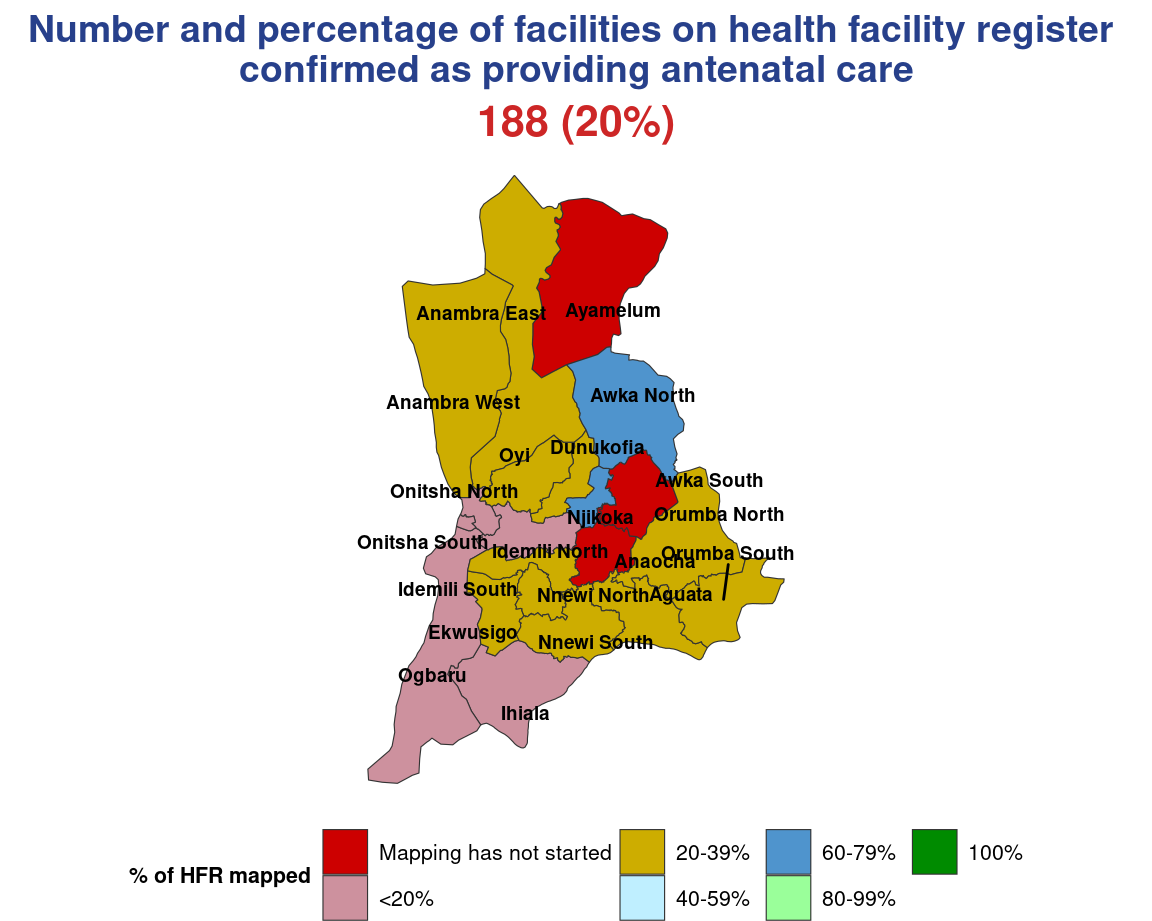 Number and percentage of facilities on health facility register
confirmed as providing antenatal care
188 (20%)
Anambra East
Ayamelum
Awka North
Anambra West
Dunukofia
Oyi
Awka South
Onitsha North
Orumba North
Njikoka
Onitsha South
Idemili North
Orumba South
Anaocha
Idemili South
Nnewi North
Aguata
Ekwusigo
Nnewi South
Ogbaru
Ihiala
% of HFR mapped
Mapping has not started
<20%
20-39%
40-59%
60-79%
80-99%
100%